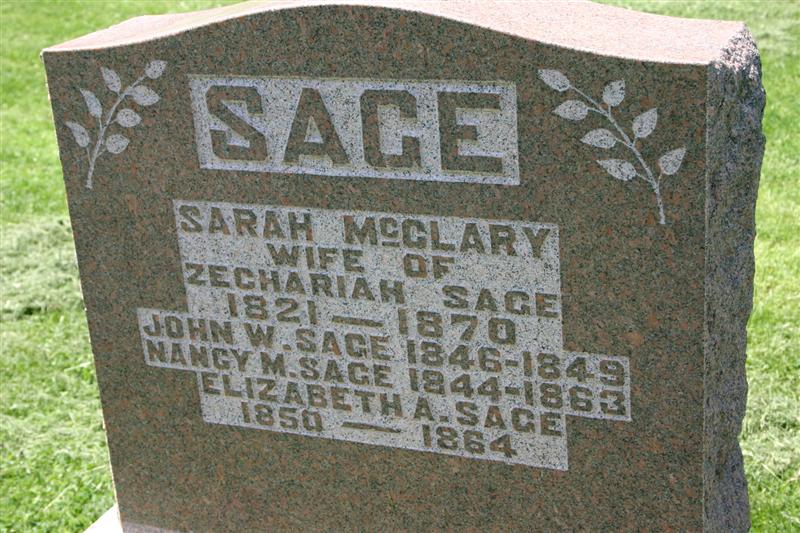 SAGE
SARAH McCLARY
WIFE OF
ZECHARIAH SAGE
1821 — 1870
JOHN W. SAGE 1846-1849
NANCY M. SAGE 1844-1863
ELIZABETH A. SAGE
1850 — 1864